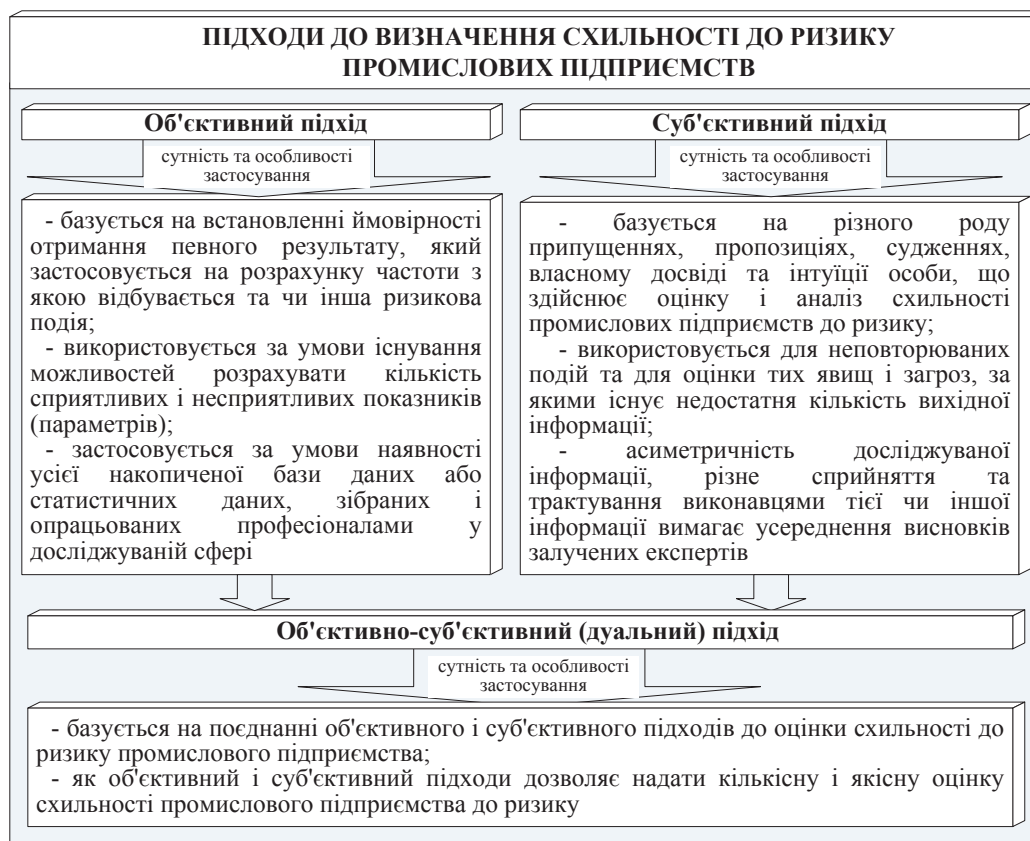 ПІДХОДИ ДО ВИЗНАЧЕННЯ СХИЛЬНОСТІ ДО РИЗИКУ
ПРОМИСЛОВИХ ПІДПРИЄМСТВ
Об'єктивний підхід
сутність та особливості
застосування
- базується на встановленні ймовірності
отримання певного результату, який
застосовується на розрахунку частоти з
якою відбувається та чи інша ризикова
подія;
- використовується за умови існування
можливостей розрахувати кількість
сприятливих і несприятливих показників
(параметрів);
- застосовується за умови наявності
усієї накопиченої бази даних або
статистичних даних, зібраних і
опрацьованих професіоналами у
досліджуваній сфері
Суб'єктивний підхід
сутність та особливості
застосування
- базується на різного роду
припущеннях, пропозиціях, судженнях,
власному досвіді та інтуїції особи, що
здійснює оцінку і аналіз схильності
промислових підприємств до ризику;
- використовується для неповторюваних
подій та для оцінки тих явищ і загроз, за
якими існує недостатня кількість вихідної
інформації;
- асиметричність досліджуваної
інформації, різне сприйняття та
трактування виконавцями тієї чи іншої
інформації вимагає усереднення висновків
залучених експертів
Об'єктивно-суб'єктивний (дуальний) підхід
сутність та особливості
застосування
- базується на поєднанні об'єктивного і суб'єктивного підходів до оцінки схильності до
ризику промислового підприємства;
- як об'єктивний і суб'єктивний підходи дозволяє надати кількісну і якісну оцінку
схильності промислового підприємства до ризику